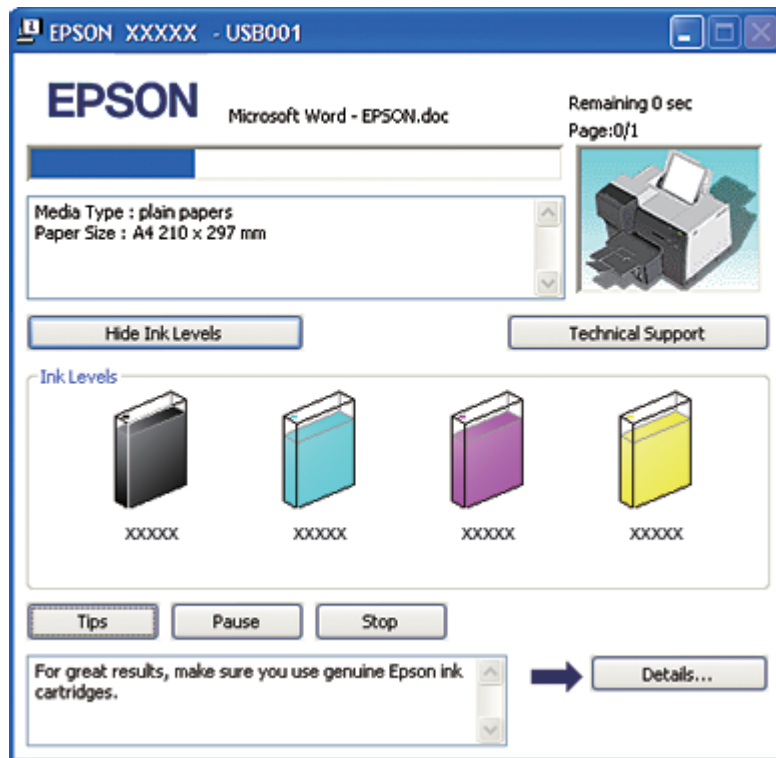 EPSON XXXXX - USB001
EPSON
Microsoft Word - EPSON.doc
Remaining 0 sec
Page:0/1
Media Type : plain papers
Paper Size : A4 210 x 297 mm
Hide Ink Levels
Technical Support
Ink Levels
XXXXX XXXXX XXXXX XXXXX
Tips Pause Stop
For great results, make sure you use genuine Epson ink
cartridges.
Details...